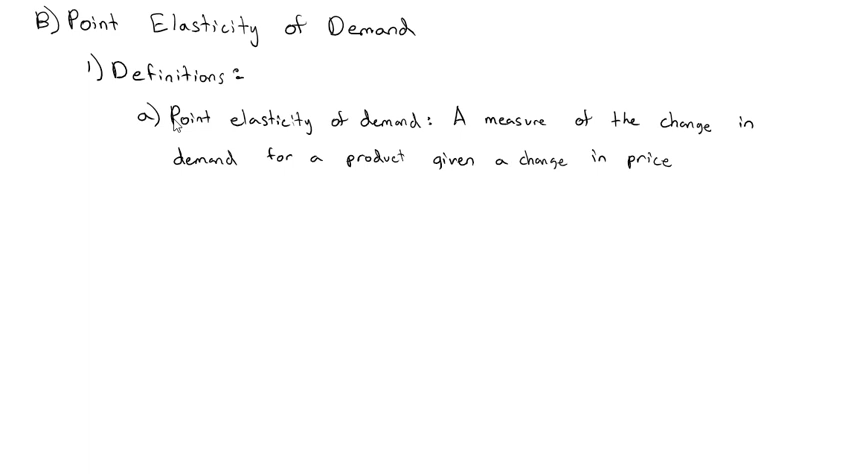 B) Point Elasticity of Demand
1) Definitions:
a) Point elasticity of demand: A measure of the change in
demand for a product given a change in price